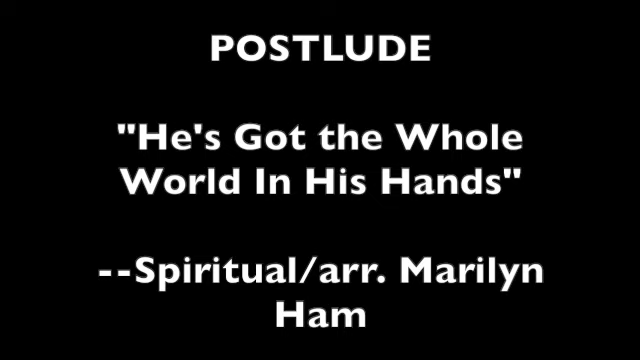 POSTLUDE
"He's Got the Whole
World In His Hands"
--Spiritual/arr. Marilyn
Ham